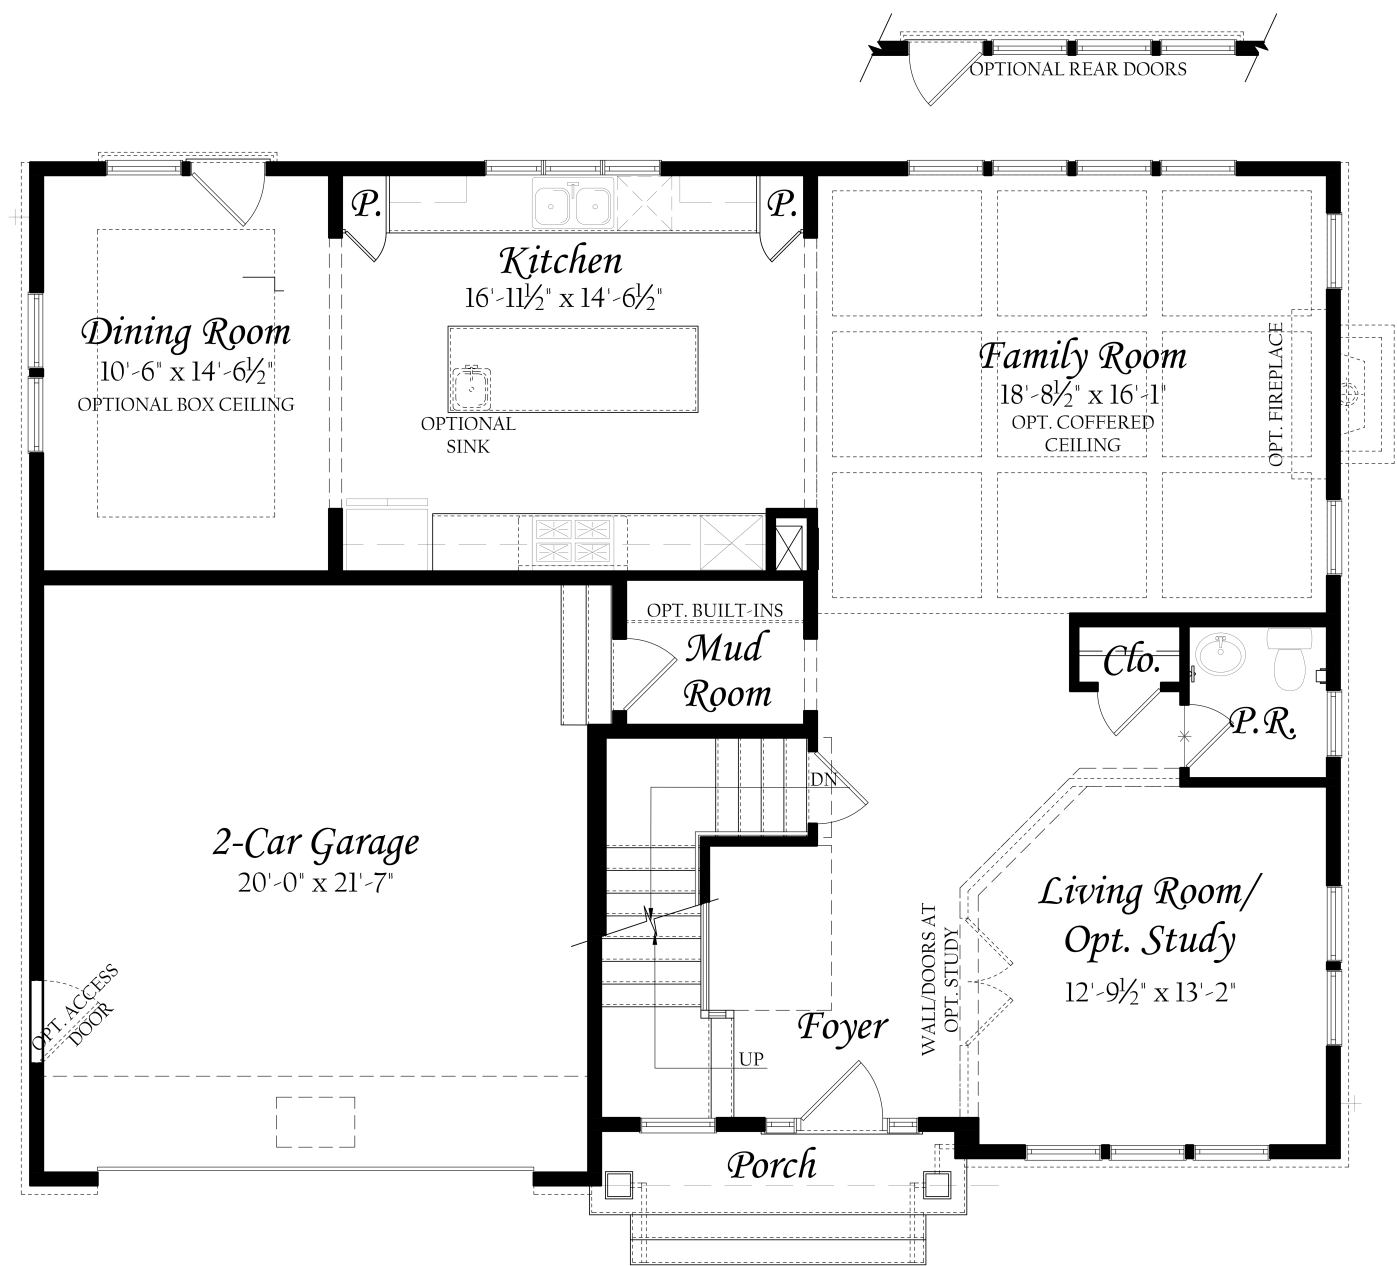 OPTIONAL REAR DOORS
P.
P.
Kitchen
16'-11½" x 14'-6½"
Dining Room
10'-6" x 14'-6½"
OPTIONAL BOX CEILING
OPTIONAL
SINK
Family Room
18'-8½" x 16'-1"
OPT. COFFERED
CEILING
OPT. FIREPLACE
OPT. BUILT-INS
Mud
Room
Clo.
P.R.
DN
2-Car Garage
20'-0" x 21'-7"
Living Room/
Opt. Study
12'-9½" x 13'-2"
WALL/DOORS AT
OPT. STUDY
OPT. ACCESS
DOOR
Foyer
UP
Porch